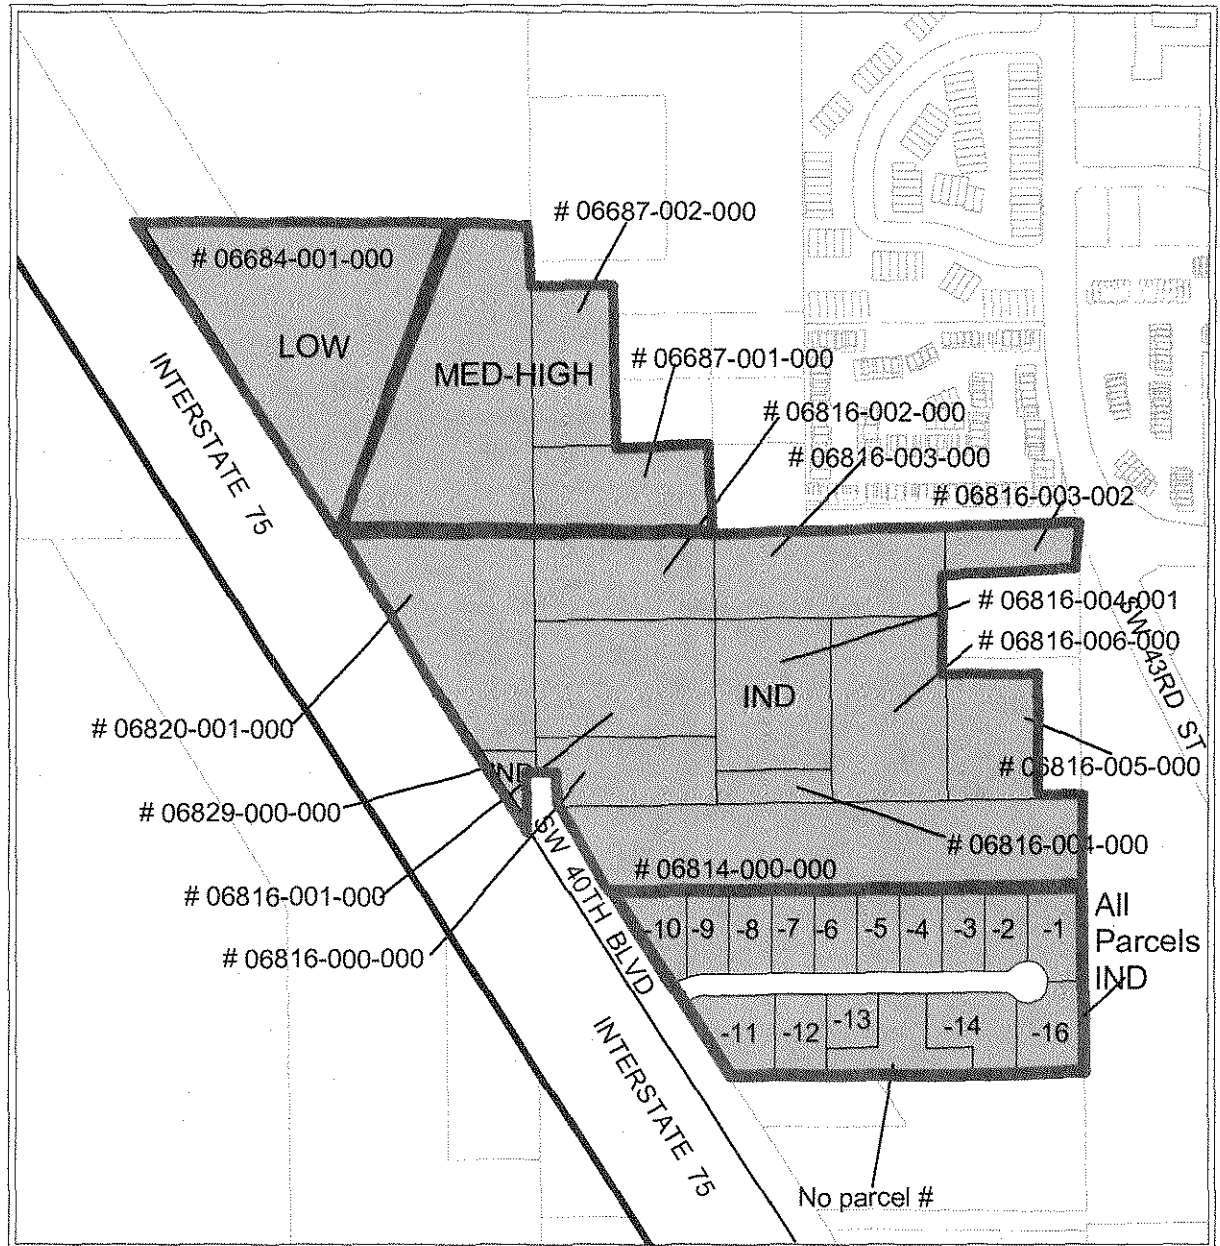 # 06687-002-000
# 06684-001-000
LOW
MED-HIGH
# 06687-001-000
INTERSTATE 75
# 06816-002-000
# 06816-003-000
# 06816-003-002
# 06816-004-001
SW 43RD ST
# 06816-006-000
IND
# 06820-001-000
# 06816-005-000
IND
# 06829-000-000
SW 40TH BLVD
# 06816-004-000
# 06814-000-000
# 06816-001-000
All
Parcels
IND
-10 -9 -8 -7 -6 -5 -4 -3 -2 -1
# 06816-000-000
-11 -12 -13 -14 -16
INTERSTATE 75
No parcel #